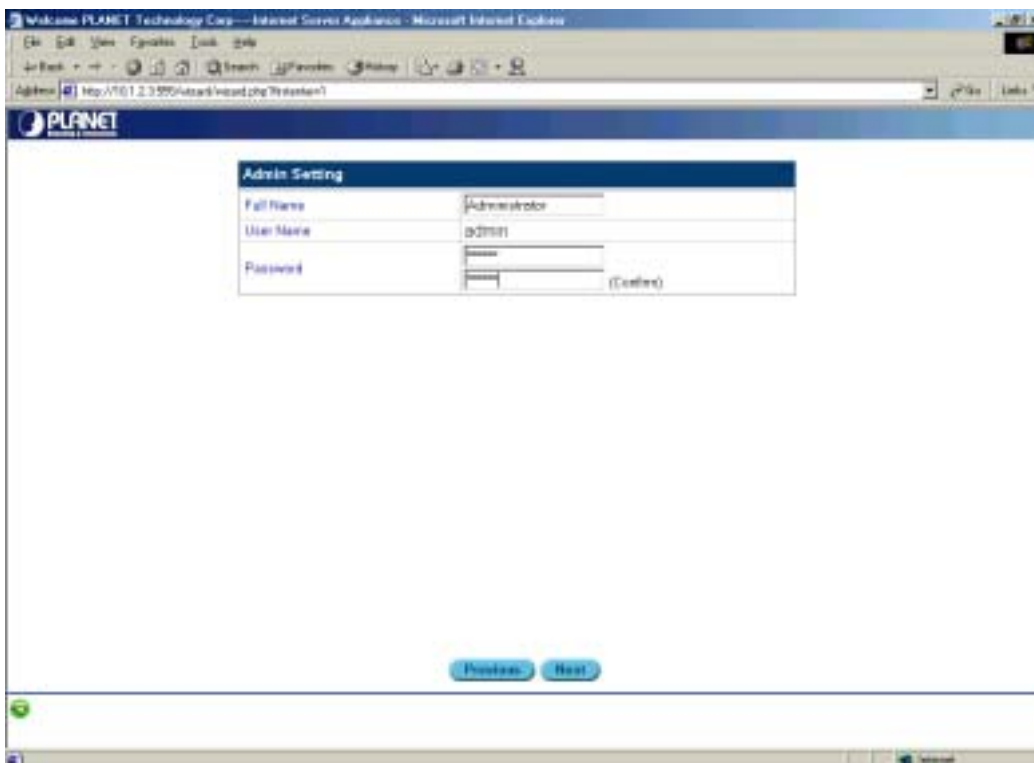 Welcome PLANET Technology Corp---- Internet Server Appliance - Microsoft Internet Explorer
File Edit View Favorites Tools Help
Back Search Favorites History
Address
Go Links
PLANET
Admin Setting
Full Name Administrator
User Name admin
Password
(Confirm)
Previous Next
Internet